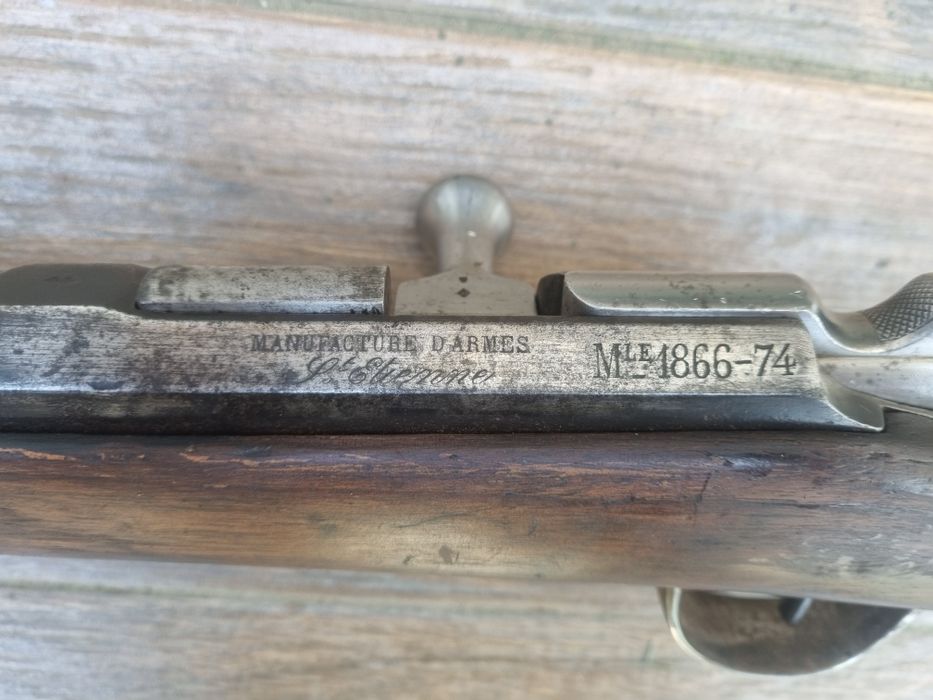 MANUFACTURE D'ARMES
St Etienne
MLE 1866-74